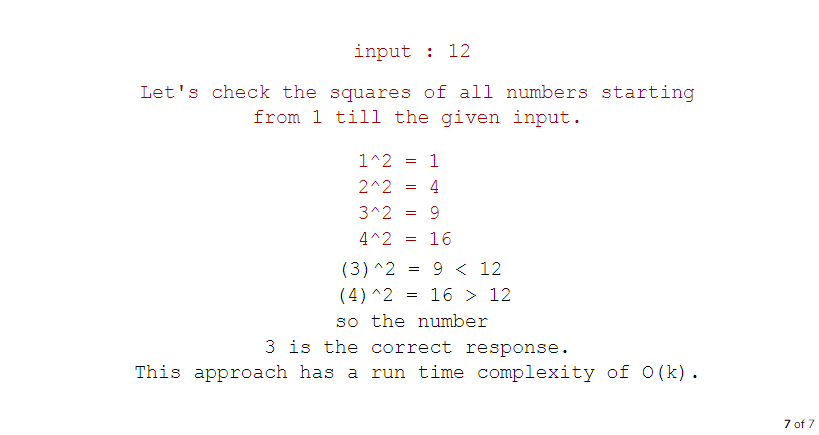 input : 12
Let's check the squares of all numbers starting
from 1 till the given input.
1^2 = 1
2^2 = 4
3^2 = 9
4^2 = 16
(3)^2 = 9 < 12
(4)^2 = 16 > 12
so the number
3 is the correct response.
This approach has a run time complexity of O(k).
7 of 7